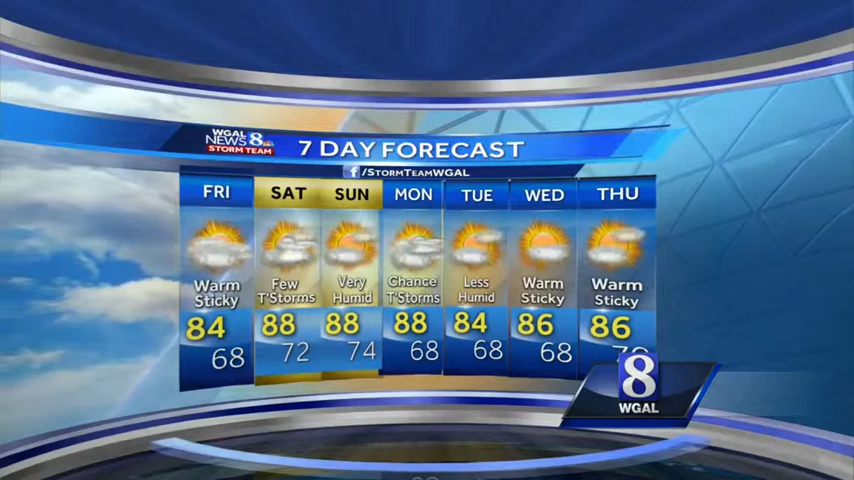 WGAL
NEWS 8
STORM TEAM
7 DAY FORECAST
f /STORMTEAMWGAL
FRI SAT SUN MON TUE WED THU
Warm Sticky
Few T'Storms
Very Humid
Chance T'Storms
Less Humid
Warm Sticky
Warm Sticky
84 88 88 88 84 86 86
68 72 74 68 68 68
8
WGAL